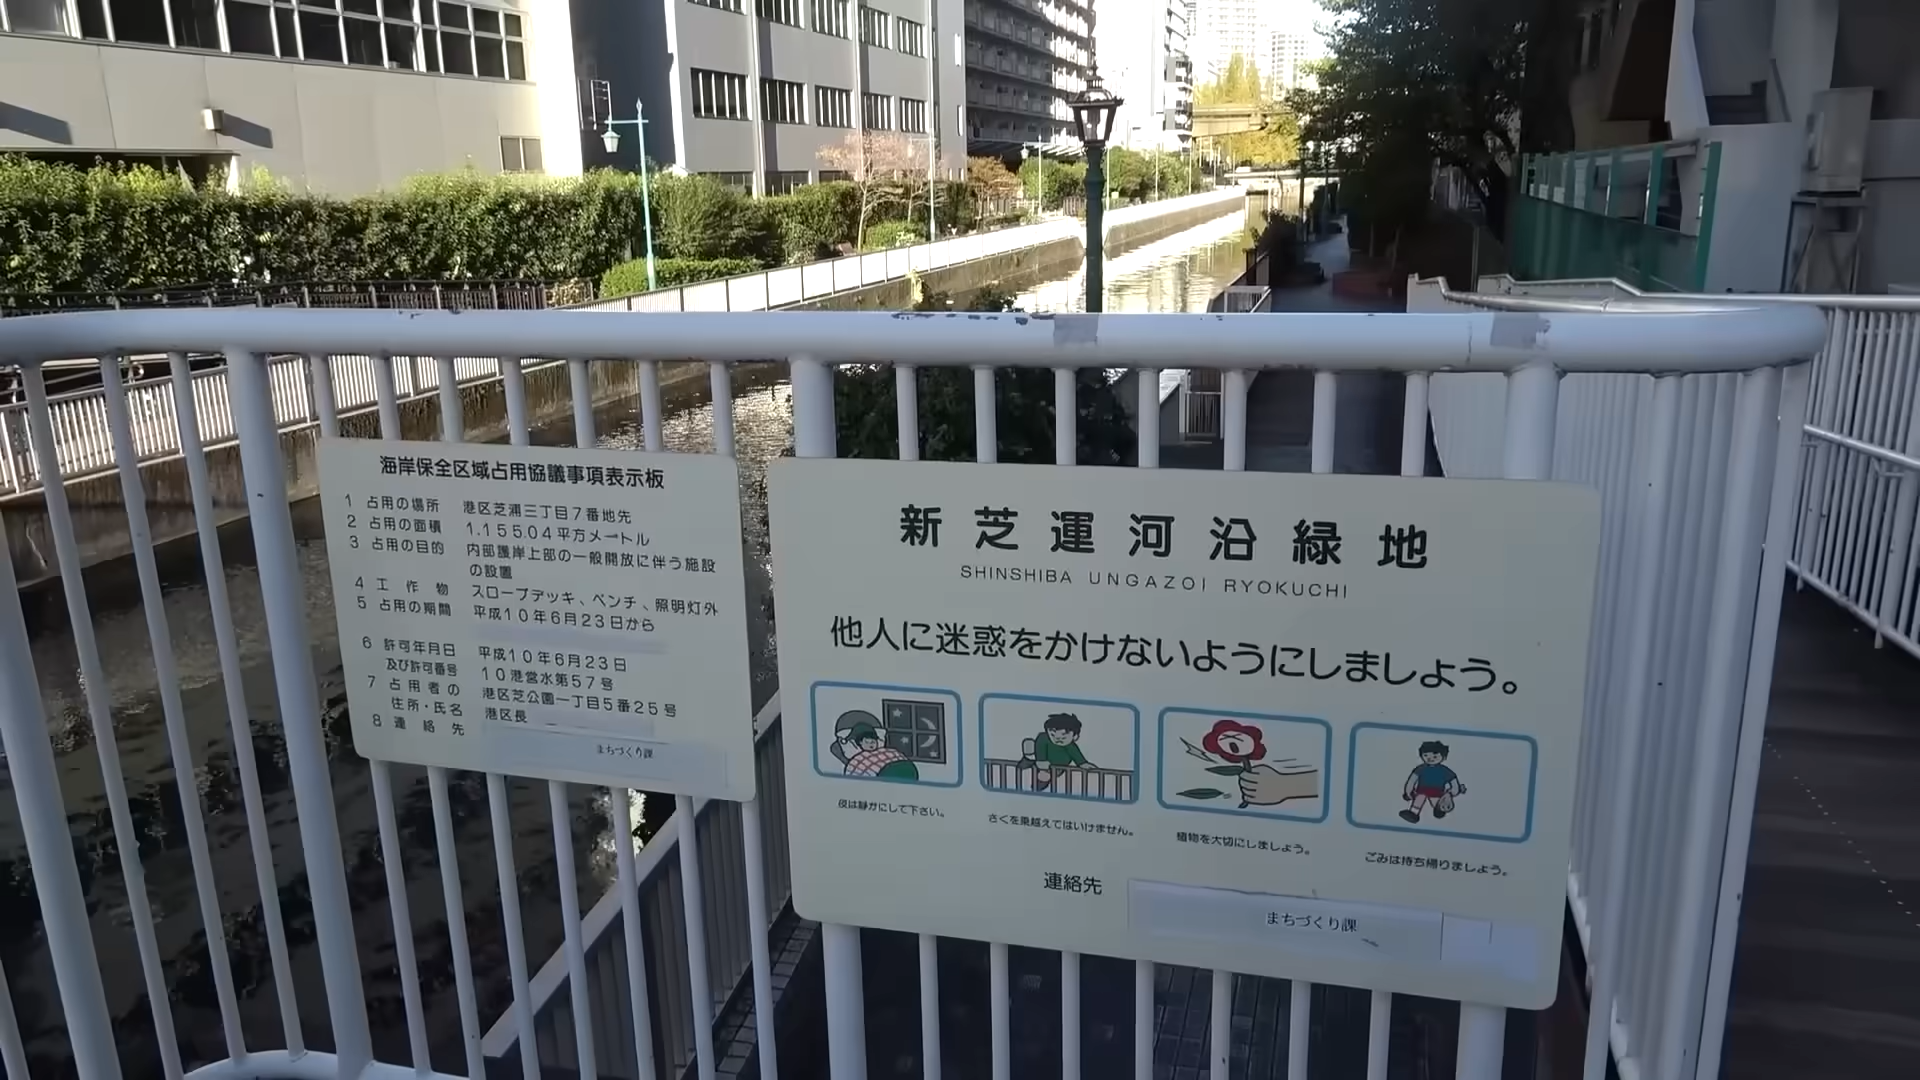 海岸保全区域占用協議事項表示板
1 占用の場所 港区芝浦三丁目7番地先
2 占用の面積 1.155.04平方メートル
3 占用の目的 内部護岸上部の一般開放に伴う施設
の設置
4 工作物 スロープデッキ、ベンチ、照明灯外
5 占用の期間 平成10年6月23日から
6 許可年月日 平成10年6月23日
及び許可番号 10港営水第57号
7 占用者の 港区芝公園一丁目5番25号
住所・氏名 港区長
8 連絡先
まちづくり課
新芝運河沿緑地
SHINSHIBA UNGAZOI RYOKUCHI
他人に迷惑をかけないようにしましょう。
夜は静かにして下さい。
さくを乗越えてはいけません。
植物を大切にしましょう。
ごみは持ち帰りましょう。
連絡先 まちづくり課